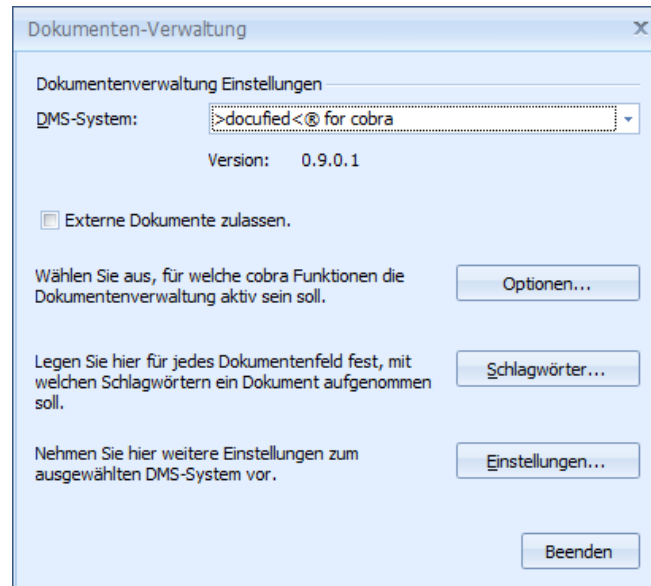 Dokumenten-Verwaltung
Dokumentenverwaltung Einstellungen
DMS-System: >docufied<® for cobra
Version: 0.9.0.1
Externe Dokumente zulassen.
Wählen Sie aus, für welche cobra Funktionen die
Dokumentenverwaltung aktiv sein soll.
Optionen...
Legen Sie hier für jedes Dokumentenfeld fest, mit
welchen Schlagwörtern ein Dokument aufgenommen
soll.
Schlagwörter...
Nehmen Sie hier weitere Einstellungen zum
ausgewählten DMS-System vor.
Einstellungen...
Beenden